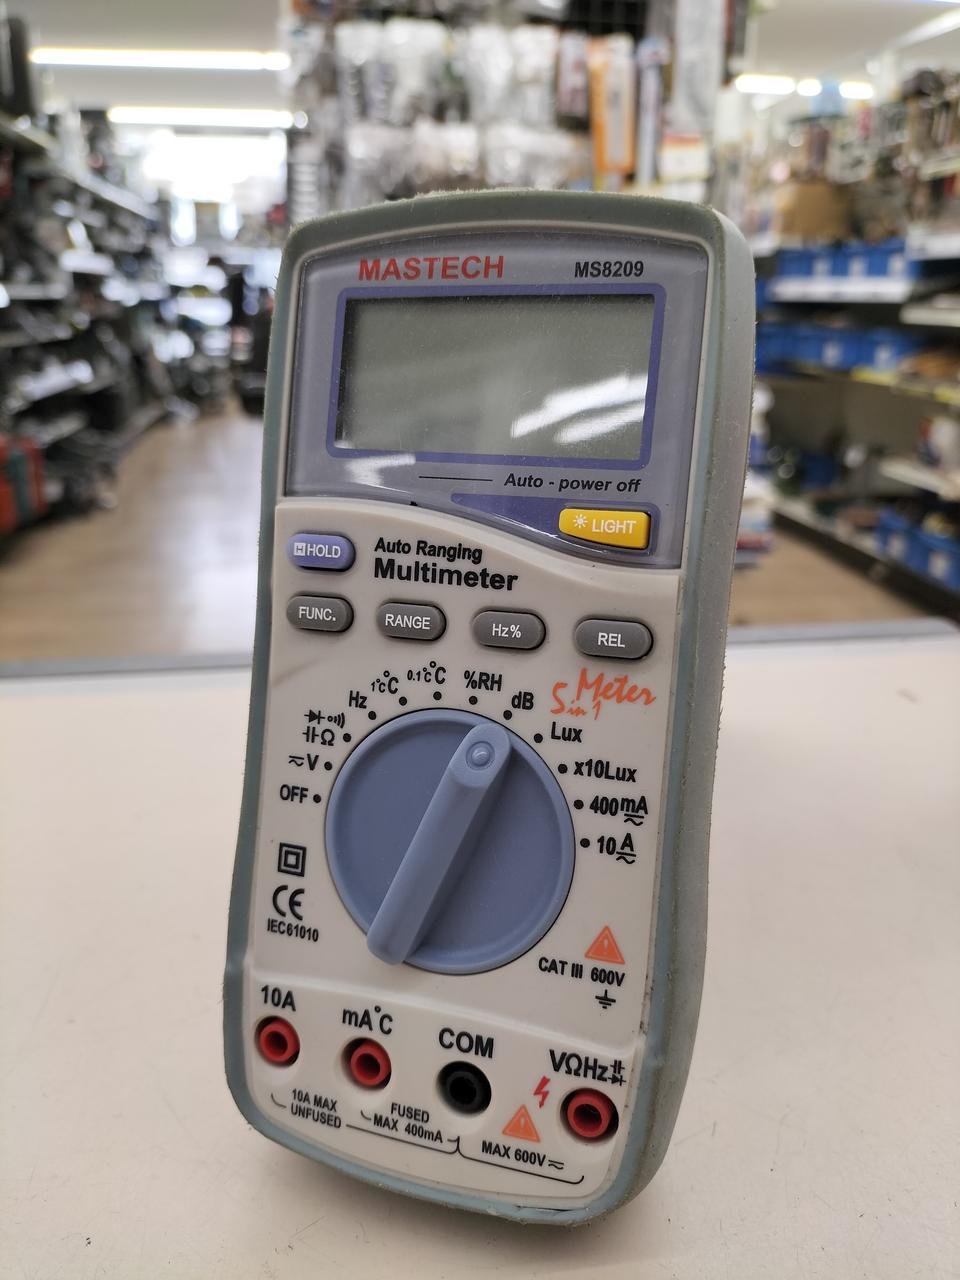 MASTECH MS8209
Auto - power off
LIGHT
H HOLD
Auto Ranging
Multimeter
FUNC. RANGE Hz% REL
5 in 1 Meter
OFF
≂V
Ω
Hz
1°C °C
0.1°C °C
%RH
dB
Lux
x10Lux
400mA≂
10A≂
CE
IEC61010
CAT III 600V
10A mA°C COM VΩHz
10A MAX
UNFUSED
FUSED
MAX 400mA
MAX 600V≂